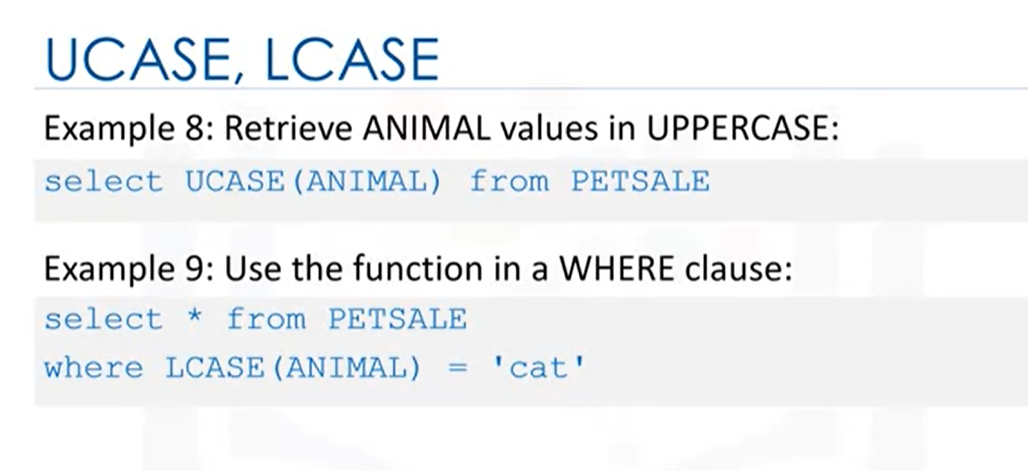 UCASE, LCASE
Example 8: Retrieve ANIMAL values in UPPERCASE:
select UCASE(ANIMAL) from PETSALE
Example 9: Use the function in a WHERE clause:
select * from PETSALE
where LCASE(ANIMAL) = 'cat'